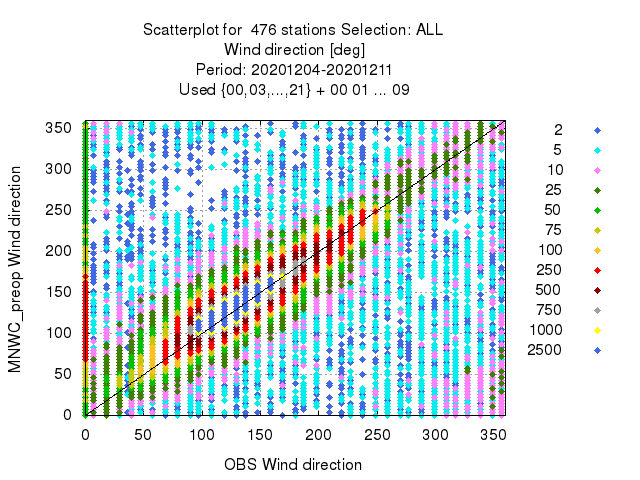 Scatterplot for 476 stations Selection: ALL
Wind direction [deg]
Period: 20201204-20201211
Used {00,03,...,21} + 00 01 ... 09
MNWC_preop Wind direction
350
300
250
200
150
100
50
0
0 50 100 150 200 250 300 350
OBS Wind direction
2
5
10
25
50
75
100
250
500
750
1000
2500